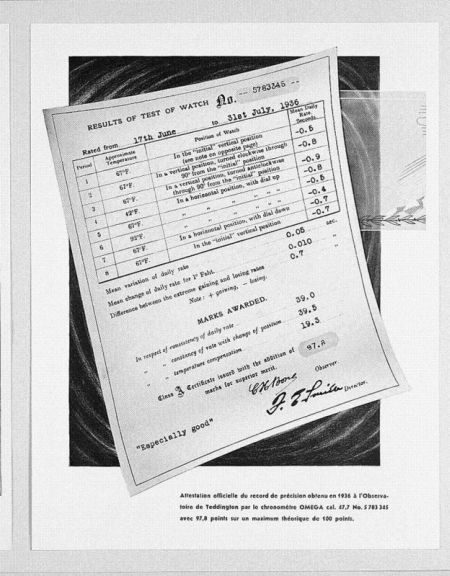 RESULTS OF TEST OF WATCH No. -- 5783345 --
Rated from 17th June to 31st July, 1936
Period
Approximate Temperature
Position of Watch
Mean Daily Rate Seconds
1 67°F. In the "initial" vertical position (see note on opposite page) -0.5
2 67°F. In a vertical position, turned clockwise through 90° from the "initial" position -0.8
3 67°F. In a vertical position, turned anticlockwise through 90° from the "initial" position -0.9
4 42°F. In a horizontal position, with dial up -0.8
5 67°F. " " " " " -0.5
6 92°F. " " " " " -0.4
7 67°F. In a horizontal position, with dial down -0.7
8 67°F. In the "initial" vertical position -0.7
Mean variation of daily rate 0.05 sec.
Mean change of daily rate for 1° Faht. 0.010 "
Difference between the extreme gaining and losing rates 0.7 "
Note: + gaining, - losing.
MARKS AWARDED.
In respect of consistency of daily rate 39.0
" " constancy of rate with change of position 39.5
" " temperature compensation 19.3
Class A Certificate issued with the addition of 97.8
marks for superior merit.
Observer.
Director.
"Especially good"
Attestation officielle du record de précision obtenu en 1936 à l'Observa-
toire de Teddington par le chronomètre OMEGA cal. 47,7 No. 5 783 345
avec 97,8 points sur un maximum théorique de 100 points.